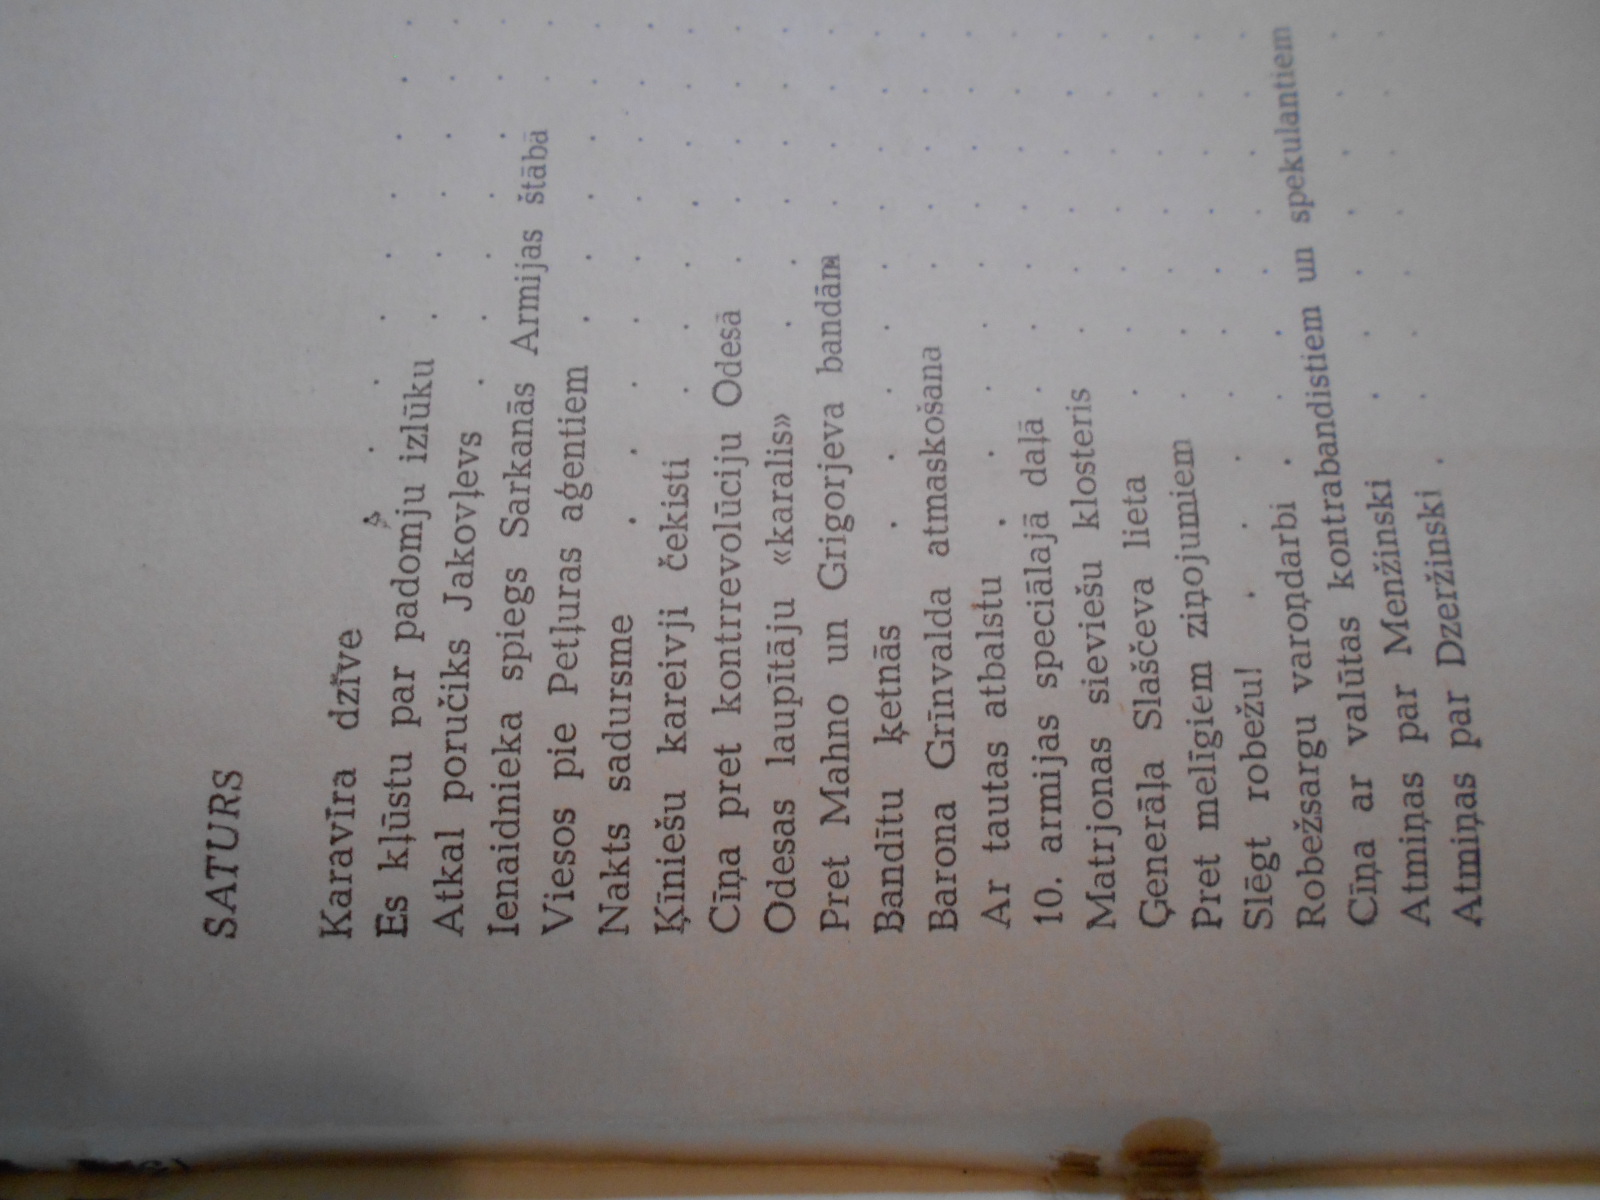 SATURS
Karavīra dzīve
Es kļūstu par padomju izlūku
Atkal poručiks Jakovļevs
Ienaidnieka spiegs Sarkanās Armijas štābā
Viesos pie Petļuras aģentiem
Nakts sadursme
Ķīniešu kareivji čekisti
Cīņa pret kontrrevolūciju Odesā
Odesas laupītāju «karalis»
Pret Mahno un Grigorjeva bandām
Bandītu ķetnās
Barona Grīnvalda atmaskošana
Ar tautas atbalstu
10. armijas speciālajā daļā
Matrjonas sieviešu klosteris
Ģenerāļa Slaščeva lieta
Pret melīgiem ziņojumiem
Slēgt robežu!
Robežsargu varoņdarbi
Cīņa ar valūtas kontrabandistiem un spekulantiem
Atmiņas par Menžinski
Atmiņas par Dzeržinski